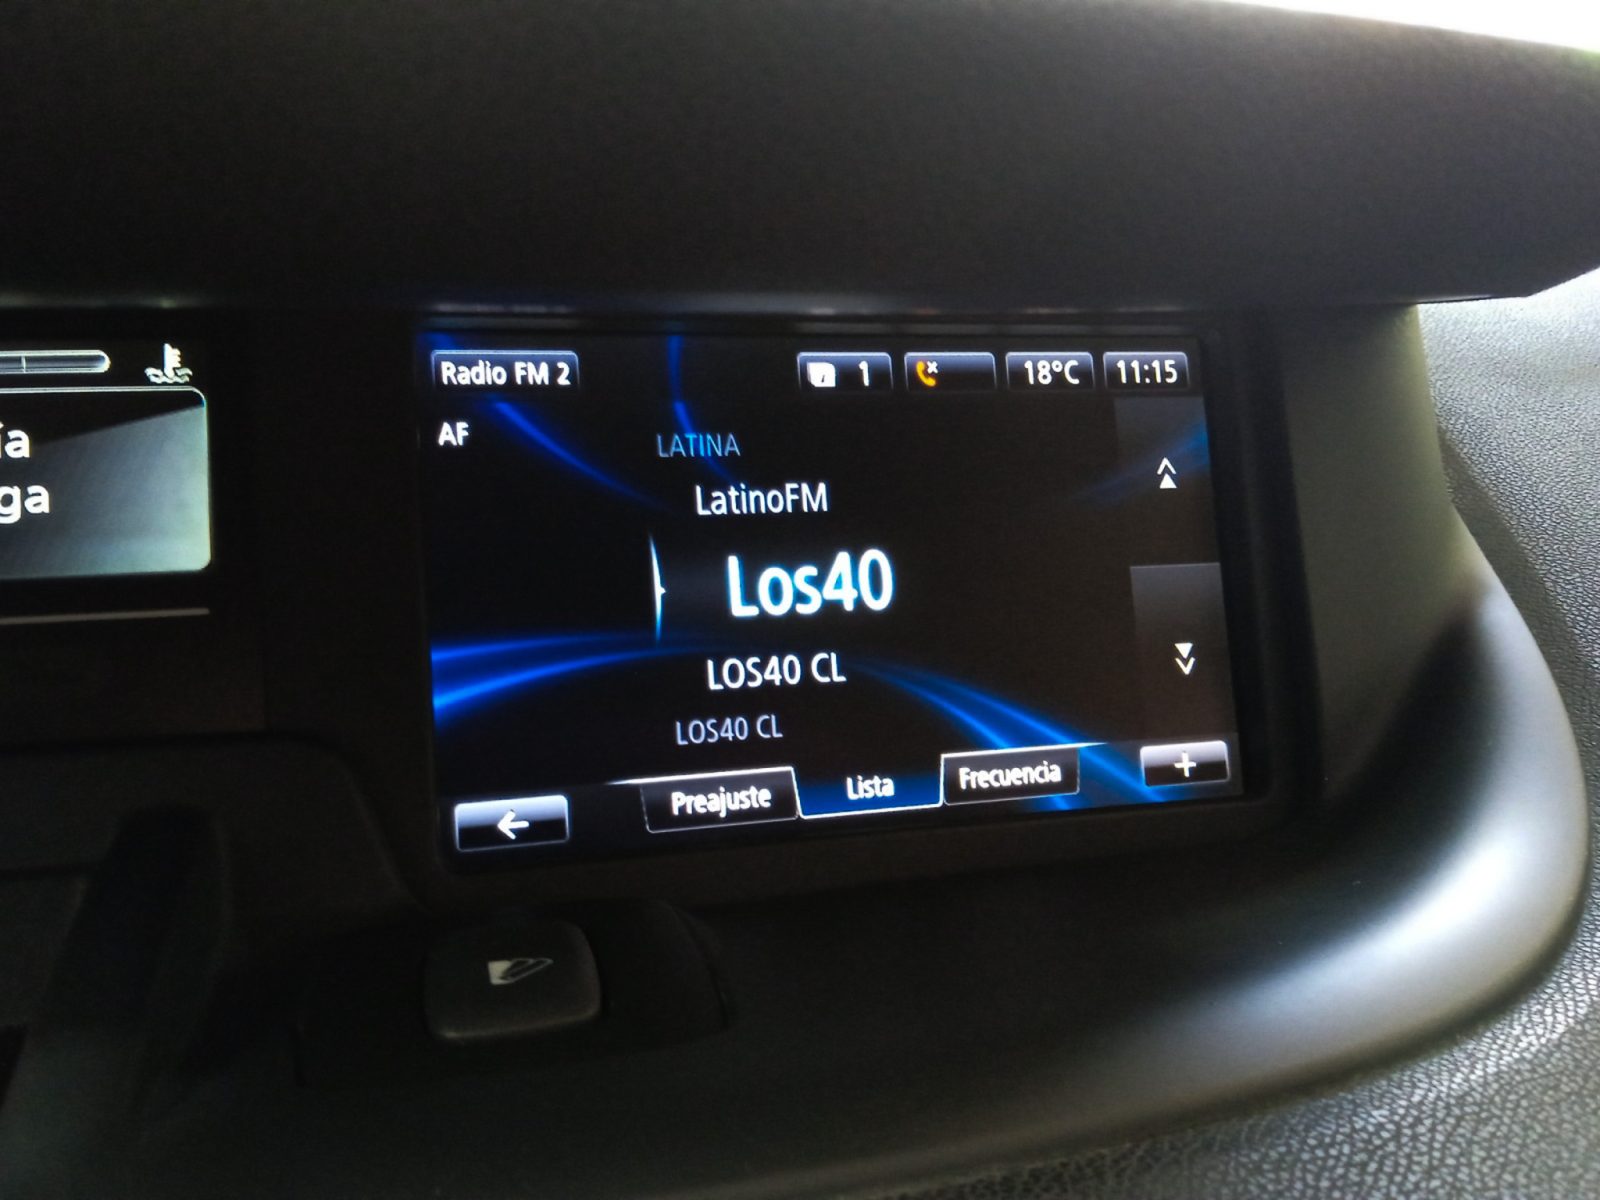 Radio FM 2
1
18°C
11:15
AF
LATINA
LatinoFM
Los40
LOS40 CL
LOS40 CL
Preajuste
Lista
Frecuencia
+
ía
ga